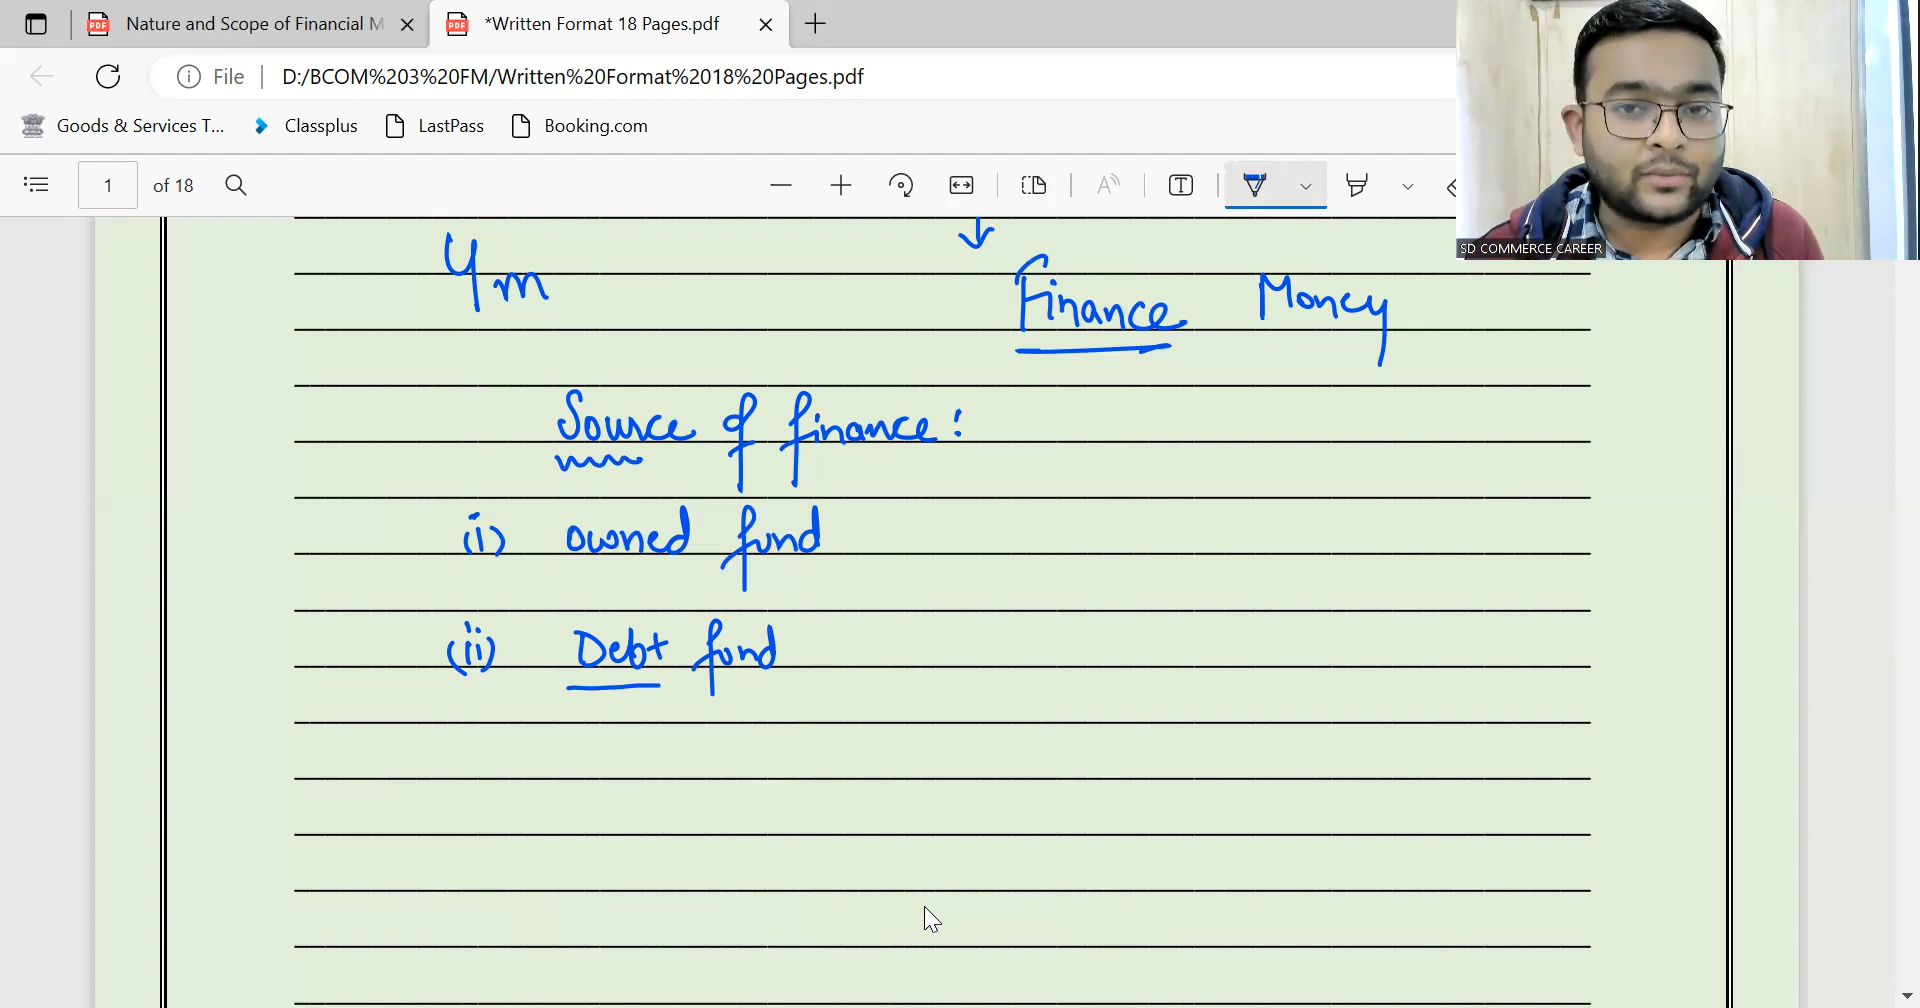 Nature and Scope of Financial M
*Written Format 18 Pages.pdf
File
D:/BCOM%203%20FM/Written%20Format%2018%20Pages.pdf
Goods & Services T...
Classplus
LastPass
Booking.com
1 of 18
SD COMMERCE CAREER
4m
Finance Money
Source of finance:
(i) owned fund
(ii) Debt fund